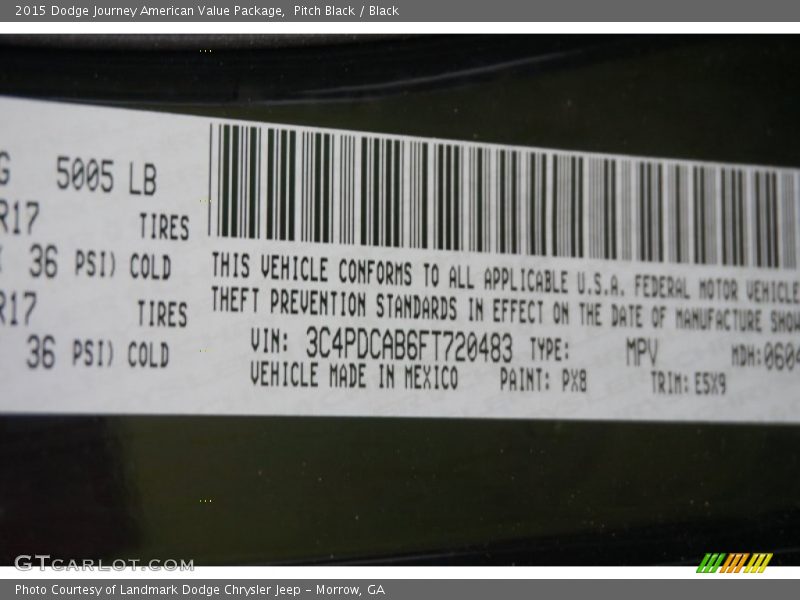 2015 Dodge Journey American Value Package,  Pitch Black / Black
5005 LB
R17 TIRES
36 PSI) COLD
R17 TIRES
36 PSI) COLD
THIS VEHICLE CONFORMS TO ALL APPLICABLE U.S.A. FEDERAL MOTOR VEHICLE
THEFT PREVENTION STANDARDS IN EFFECT ON THE DATE OF MANUFACTURE SHOW
VIN: 3C4PDCAB6FT720483 TYPE: MPV MDH:0604
VEHICLE MADE IN MEXICO PAINT: PX8 TRIM: E5X9
GTCARLOT.COM
Photo Courtesy of Landmark Dodge Chrysler Jeep – Morrow, GA